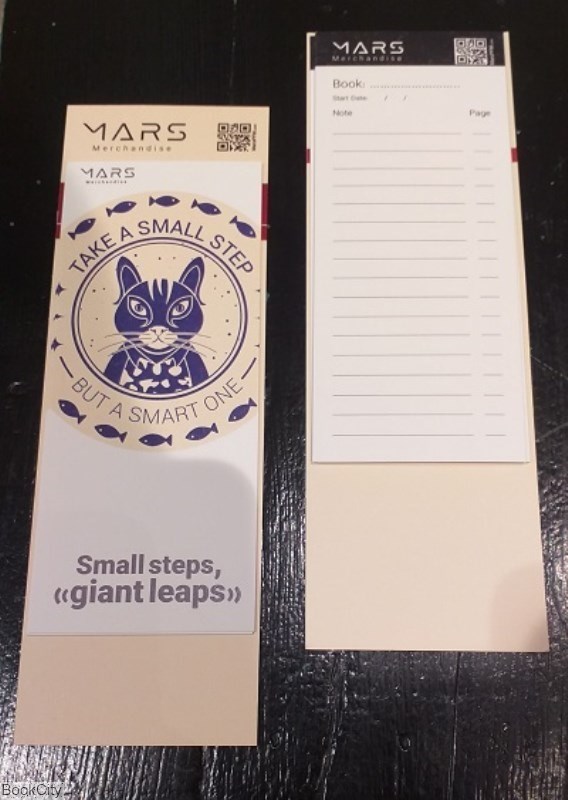 MARS
Merchandise
MARS
Merchandise
TAKE A SMALL STEP
BUT A SMART ONE
Small steps,
«giant leaps»
MARS
Merchandise
Book: ..........................
Start Date: / /
Note Page
BookCity